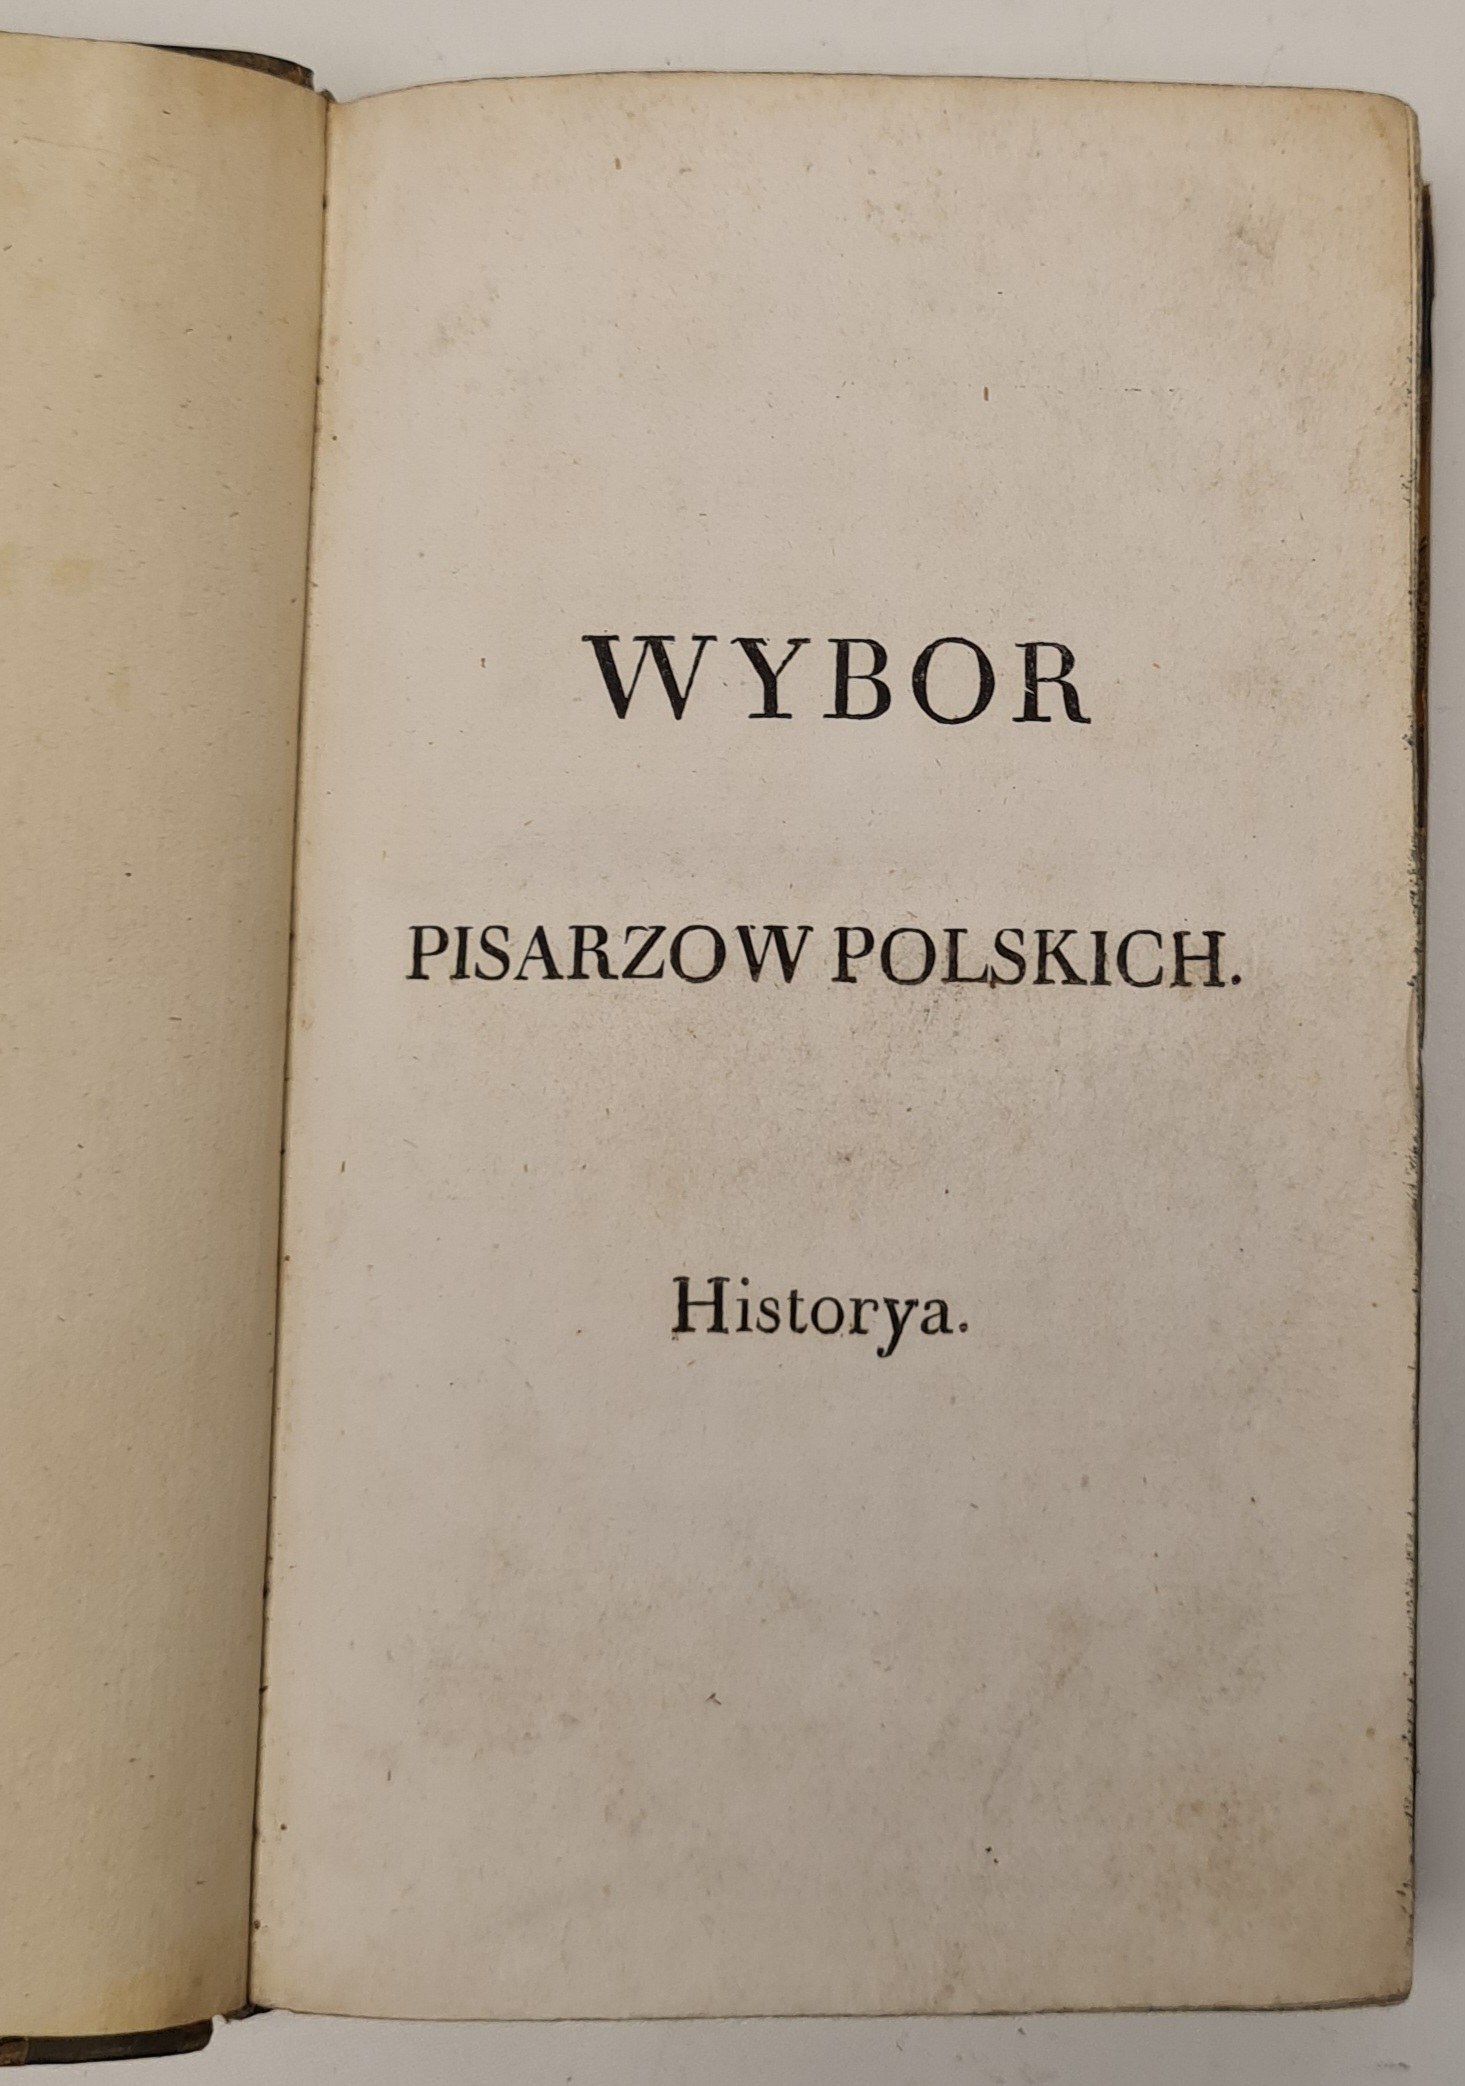 WYBOR
PISARZOW POLSKICH.
Historya.